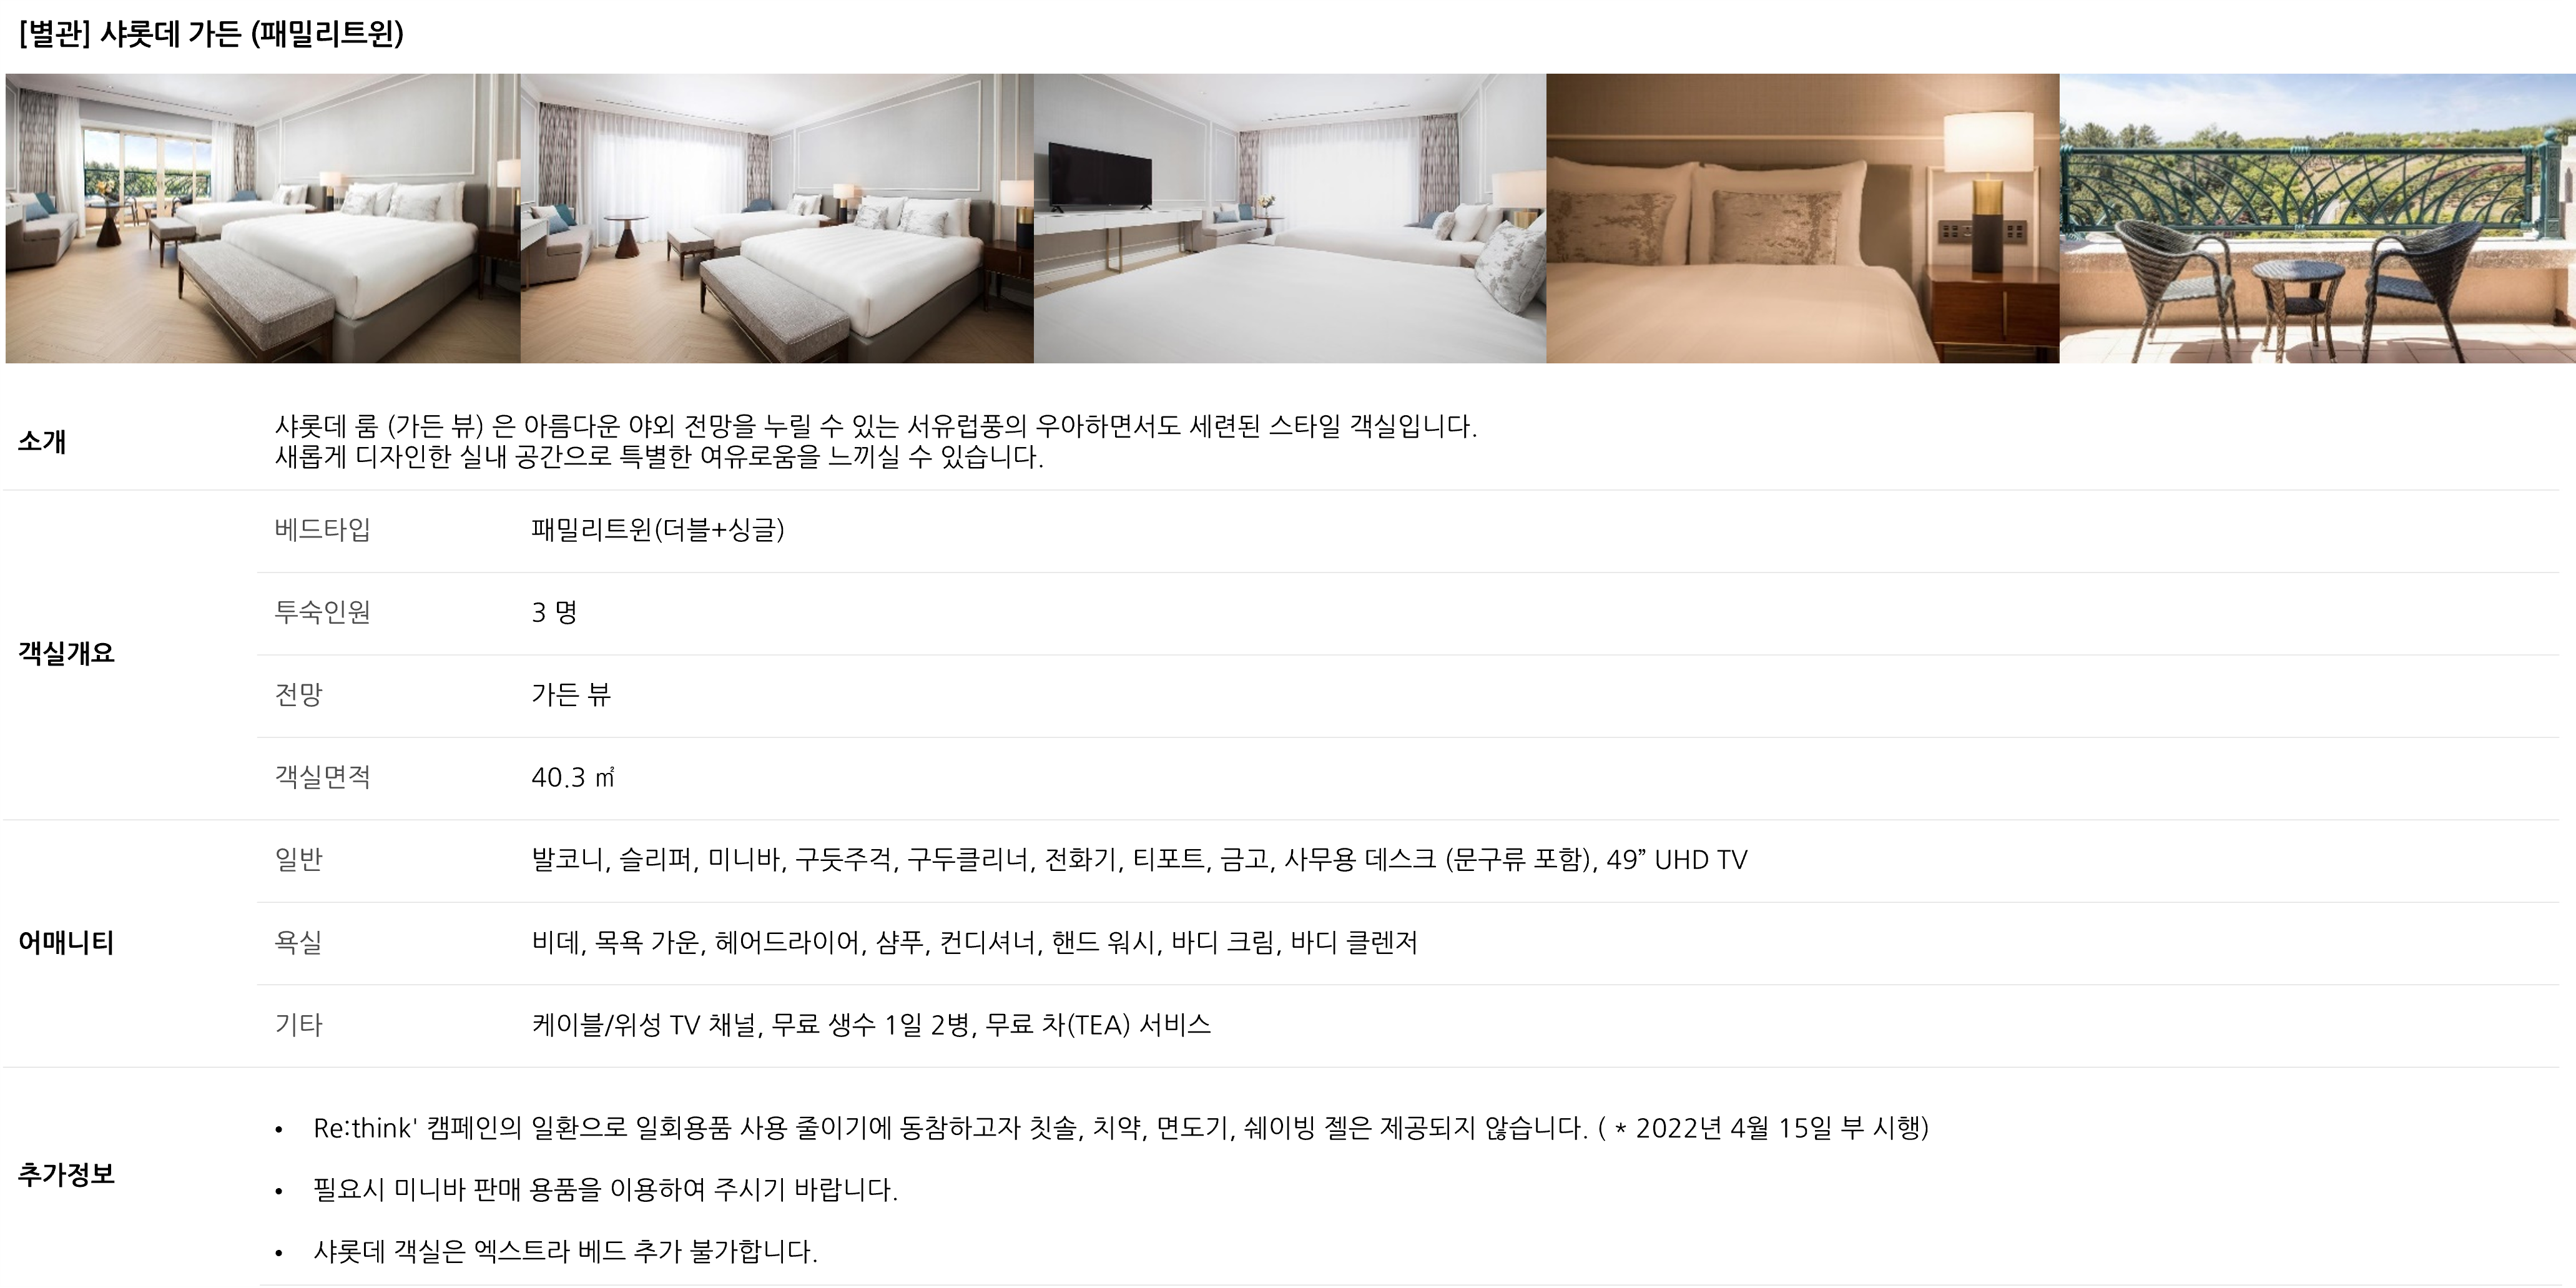 [별관] 샤롯데 가든 (패밀리트윈)
소개
샤롯데 룸 (가든 뷰) 은 아름다운 야외 전망을 누릴 수 있는 서유럽풍의 우아하면서도 세련된 스타일 객실입니다.
새롭게 디자인한 실내 공간으로 특별한 여유로움을 느끼실 수 있습니다.
객실개요
베드타입 패밀리트윈(더블+싱글)
투숙인원 3 명
전망 가든 뷰
객실면적 40.3 ㎡
어매니티
일반 발코니, 슬리퍼, 미니바, 구둣주걱, 구두클리너, 전화기, 티포트, 금고, 사무용 데스크 (문구류 포함), 49” UHD TV
욕실 비데, 목욕 가운, 헤어드라이어, 샴푸, 컨디셔너, 핸드 워시, 바디 크림, 바디 클렌저
기타 케이블/위성 TV 채널, 무료 생수 1일 2병, 무료 차(TEA) 서비스
추가정보
• Re:think' 캠페인의 일환으로 일회용품 사용 줄이기에 동참하고자 칫솔, 치약, 면도기, 쉐이빙 젤은 제공되지 않습니다. ( * 2022년 4월 15일 부 시행)
• 필요시 미니바 판매 용품을 이용하여 주시기 바랍니다.
• 샤롯데 객실은 엑스트라 베드 추가 불가합니다.